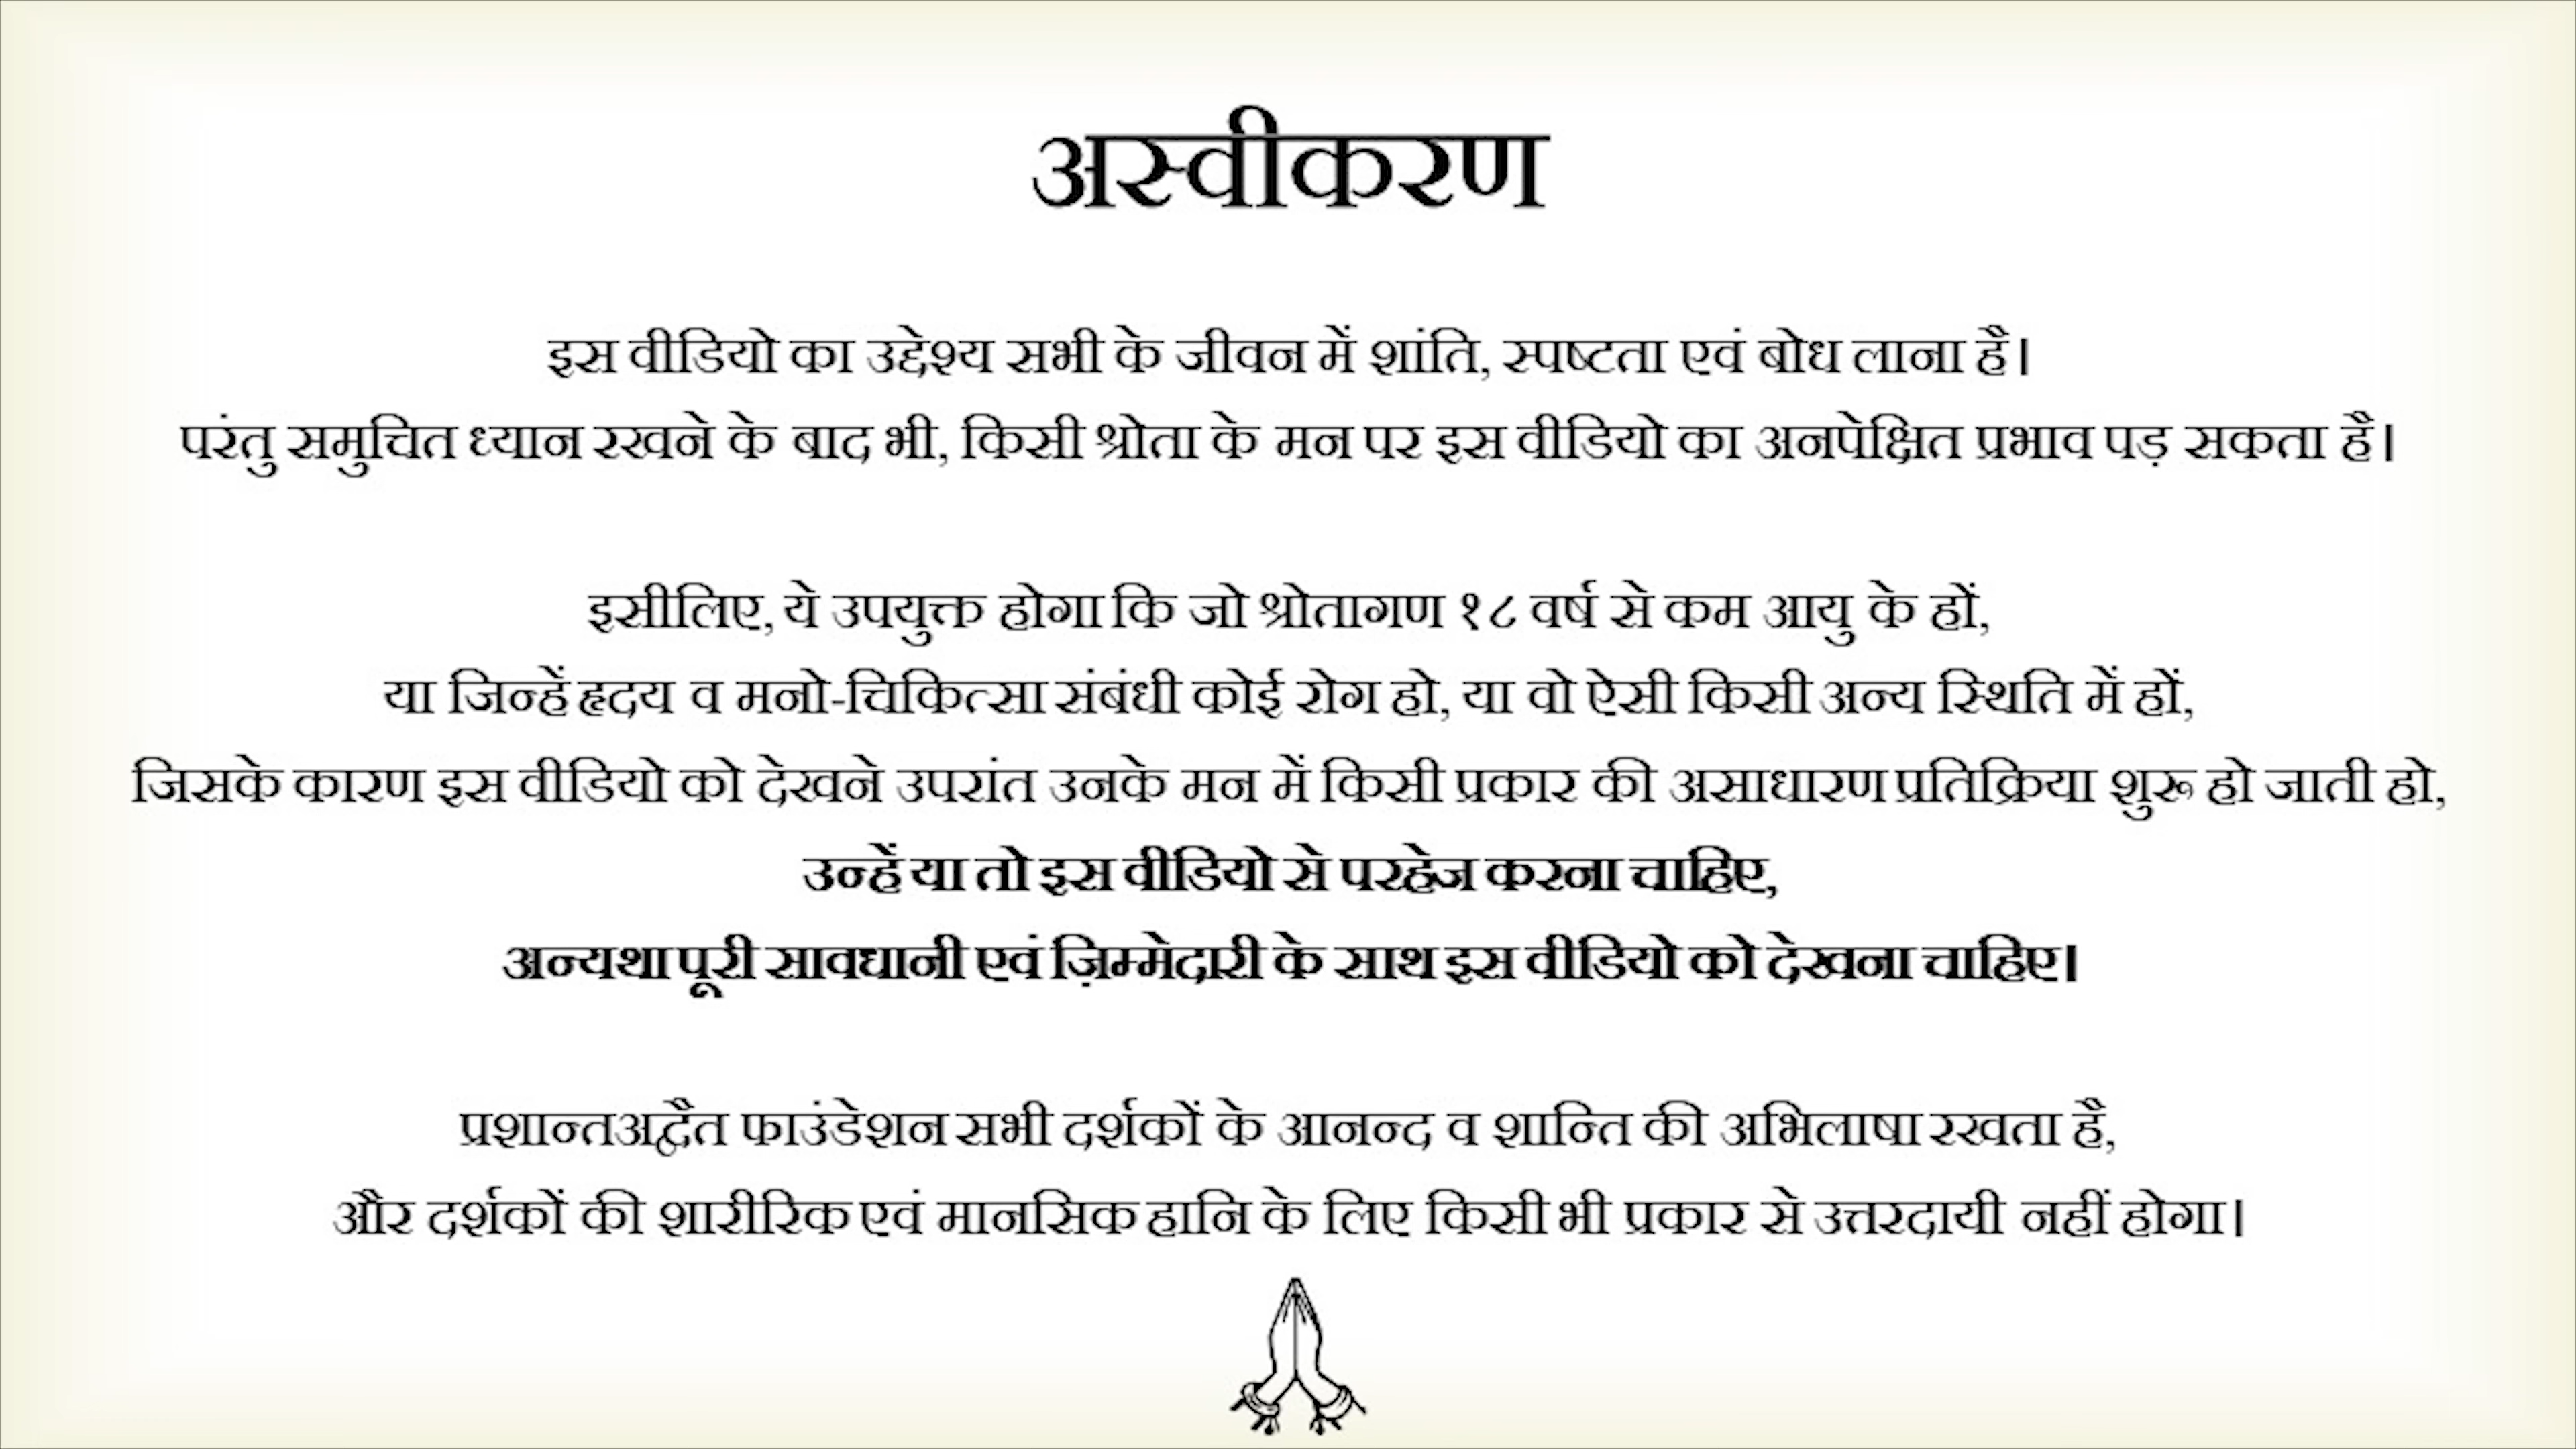 अस्वीकरण
इस वीडियो का उद्देश्य सभी के जीवन में शांति, स्पष्टता एवं बोध लाना है।
परंतु समुचित ध्यान रखने के बाद भी, किसी श्रोता के मन पर इस वीडियो का अनपेक्षित प्रभाव पड़ सकता है।
इसीलिए, ये उपयुक्त होगा कि जो श्रोतागण १८ वर्ष से कम आयु के हों,
या जिन्हें हृदय व मनो-चिकित्सा संबंधी कोई रोग हो, या वो ऐसी किसी अन्य स्थिति में हों,
जिसके कारण इस वीडियो को देखने उपरांत उनके मन में किसी प्रकार की असाधारण प्रतिक्रिया शुरू हो जाती हो,
उन्हें या तो इस वीडियो से परहेज करना चाहिए,
अन्यथा पूरी सावधानी एवं ज़िम्मेदारी के साथ इस वीडियो को देखना चाहिए।
प्रशान्तअद्वैत फाउंडेशन सभी दर्शकों के आनन्द व शान्ति की अभिलाषा रखता है,
और दर्शकों की शारीरिक एवं मानसिक हानि के लिए किसी भी प्रकार से उत्तरदायी नहीं होगा।